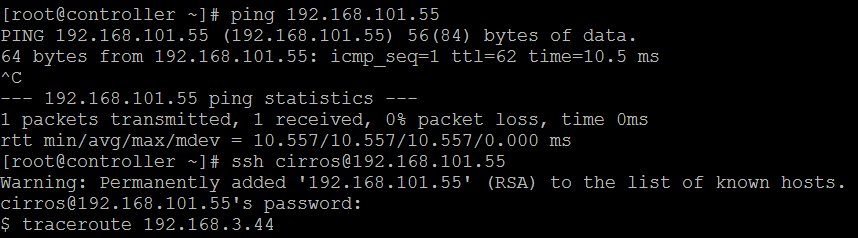 [root@controller ~]# ping 192.168.101.55
PING 192.168.101.55 (192.168.101.55) 56(84) bytes of data.
64 bytes from 192.168.101.55: icmp_seq=1 ttl=62 time=10.5 ms
^C
--- 192.168.101.55 ping statistics ---
1 packets transmitted, 1 received, 0% packet loss, time 0ms
rtt min/avg/max/mdev = 10.557/10.557/10.557/0.000 ms
[root@controller ~]# ssh cirros@192.168.101.55
Warning: Permanently added '192.168.101.55' (RSA) to the list of known hosts.
cirros@192.168.101.55's password:
$ traceroute 192.168.3.44